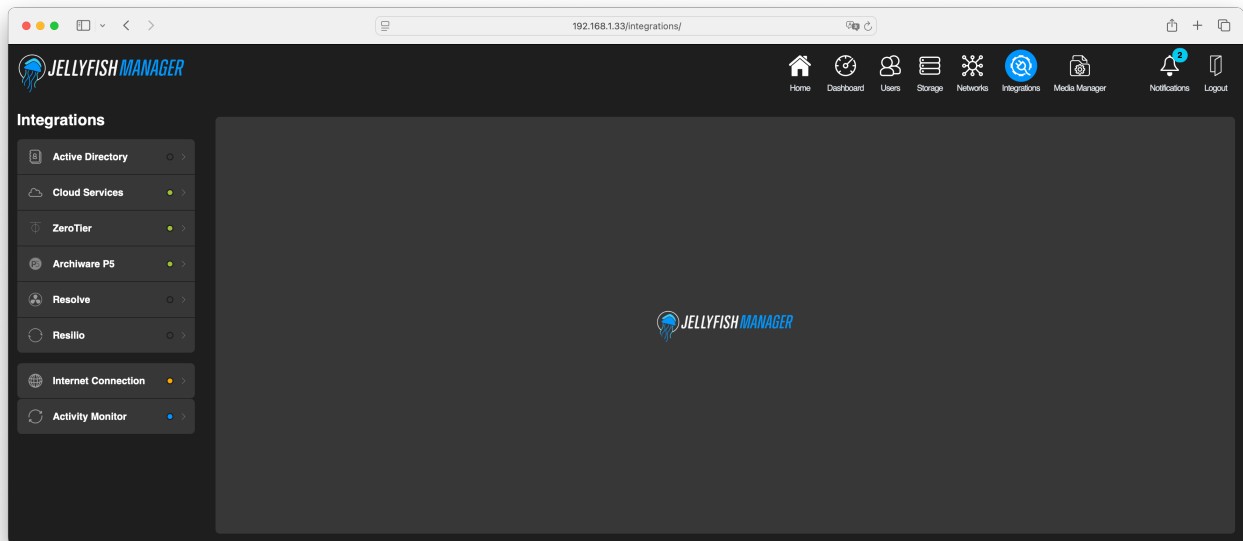 192.168.1.33/integrations/
JELLYFISH MANAGER
Home
Dashboard
Users
Storage
Networks
Integrations
Media Manager
2
Notifications
Logout
Integrations
Active Directory
Cloud Services
ZeroTier
P5 Archiware P5
Resolve
Resilio
Internet Connection
Activity Monitor
JELLYFISH MANAGER